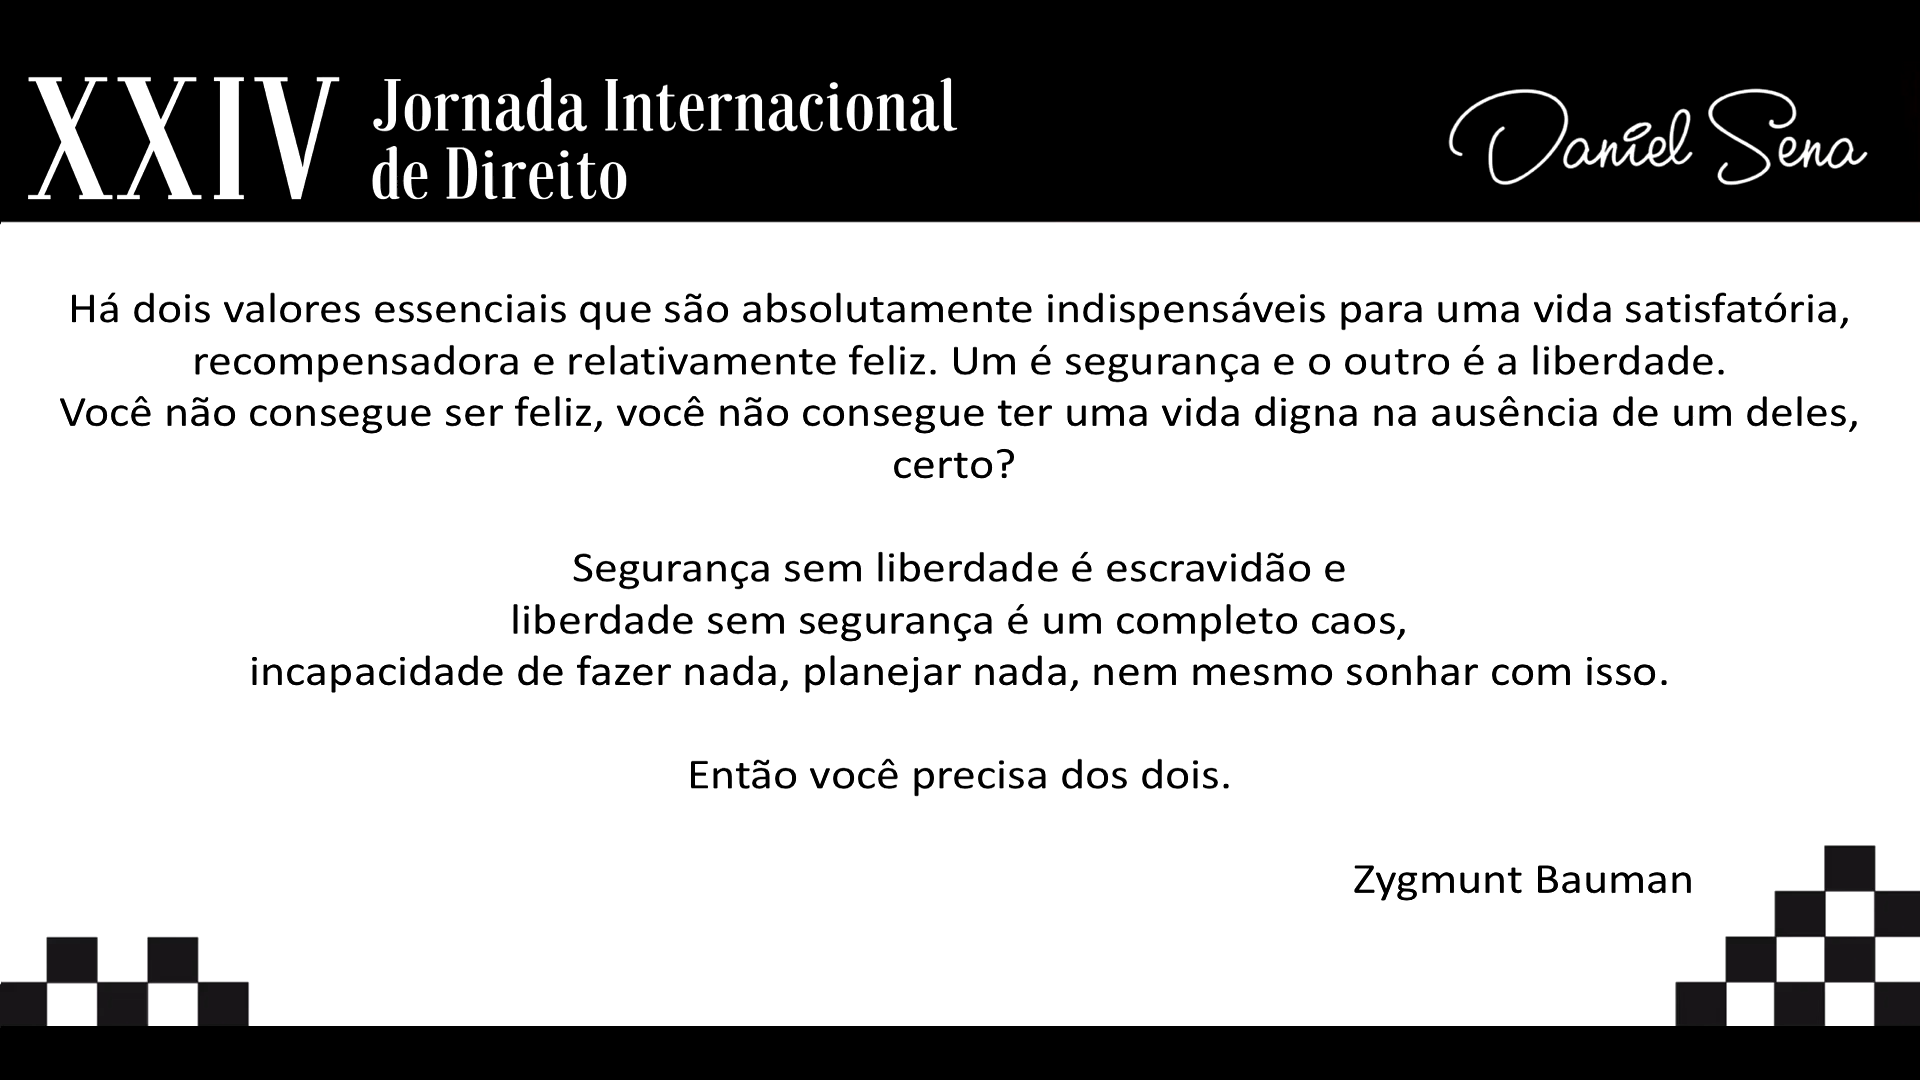 XXIV Jornada Internacional
de Direito
Daniel Sena
Há dois valores essenciais que são absolutamente indispensáveis para uma vida satisfatória,
recompensadora e relativamente feliz. Um é segurança e o outro é a liberdade.
Você não consegue ser feliz, você não consegue ter uma vida digna na ausência de um deles,
certo?
Segurança sem liberdade é escravidão e
liberdade sem segurança é um completo caos,
incapacidade de fazer nada, planejar nada, nem mesmo sonhar com isso.
Então você precisa dos dois.
Zygmunt Bauman